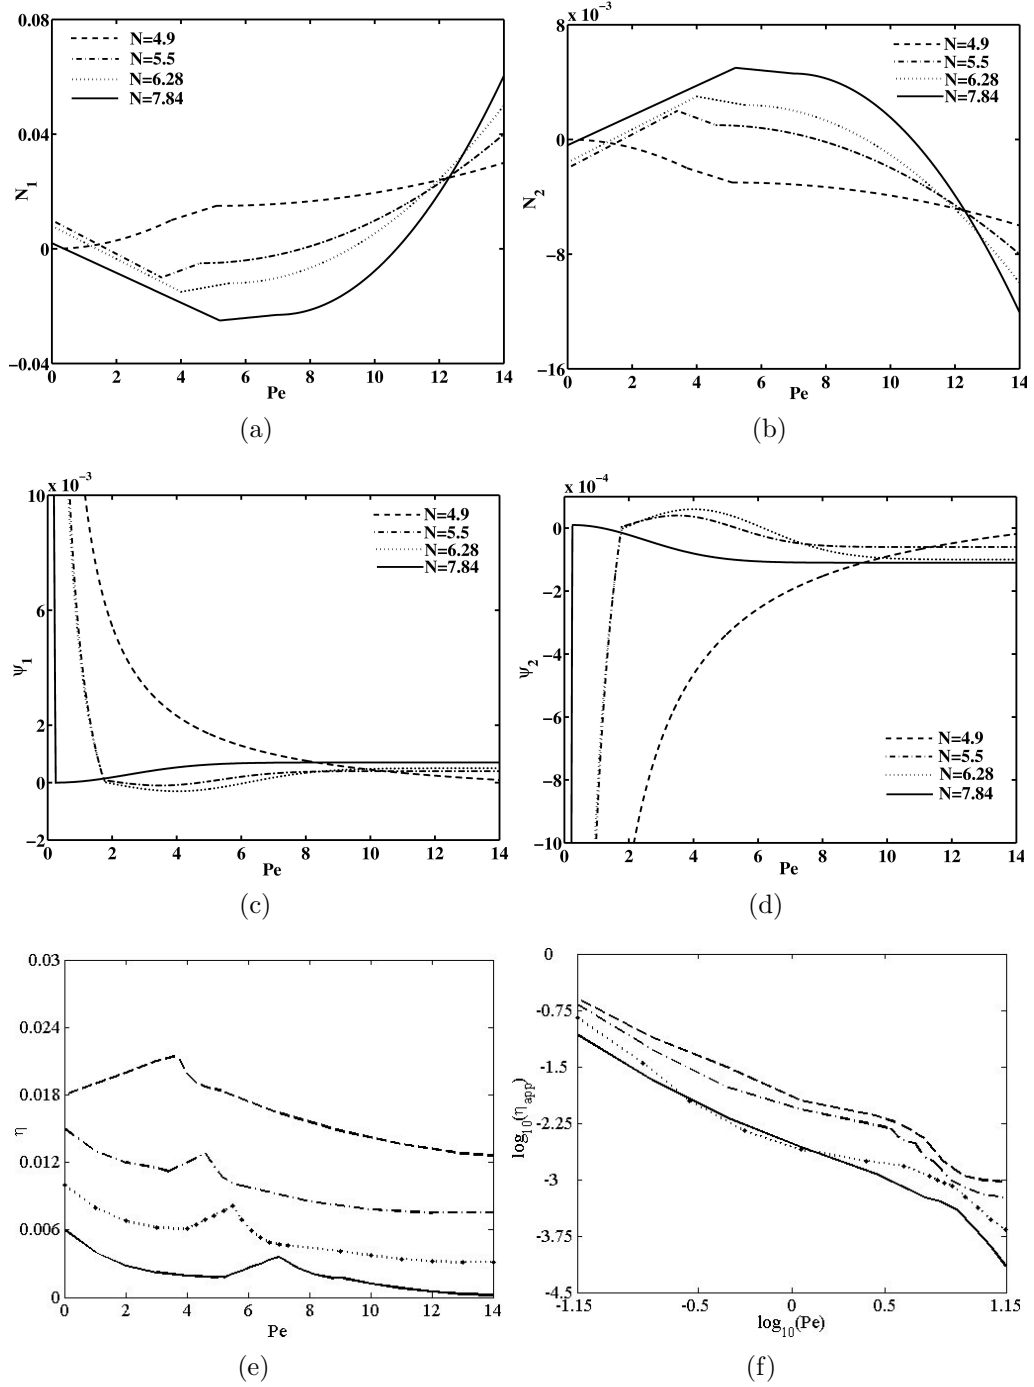 0.08
0.04
0
−0.04
N₁
N=4.9
N=5.5
N=6.28
N=7.84
0 2 4 6 8 10 12 14
Pe
(a)
x 10⁻³
8
0
−8
−16
N₂
N=4.9
N=5.5
N=6.28
N=7.84
0 2 4 6 8 10 12 14
Pe
(b)
x 10⁻³
10
6
2
0
−2
ψ₁
N=4.9
N=5.5
N=6.28
N=7.84
0 2 4 6 8 10 12 14
Pe
(c)
x 10⁻⁴
0
−2
−4
−6
−8
−10
ψ₂
N=4.9
N=5.5
N=6.28
N=7.84
0 2 4 6 8 10 12 14
Pe
(d)
0.03
0.024
0.018
0.012
0.006
0
η
0 2 4 6 8 10 12 14
Pe
(e)
0
-0.75
-1.5
-2.25
-3
-3.75
-4.5
log₁₀(ηapp)
-1.15 -0.5 0 0.5 1.15
log₁₀(Pe)
(f)